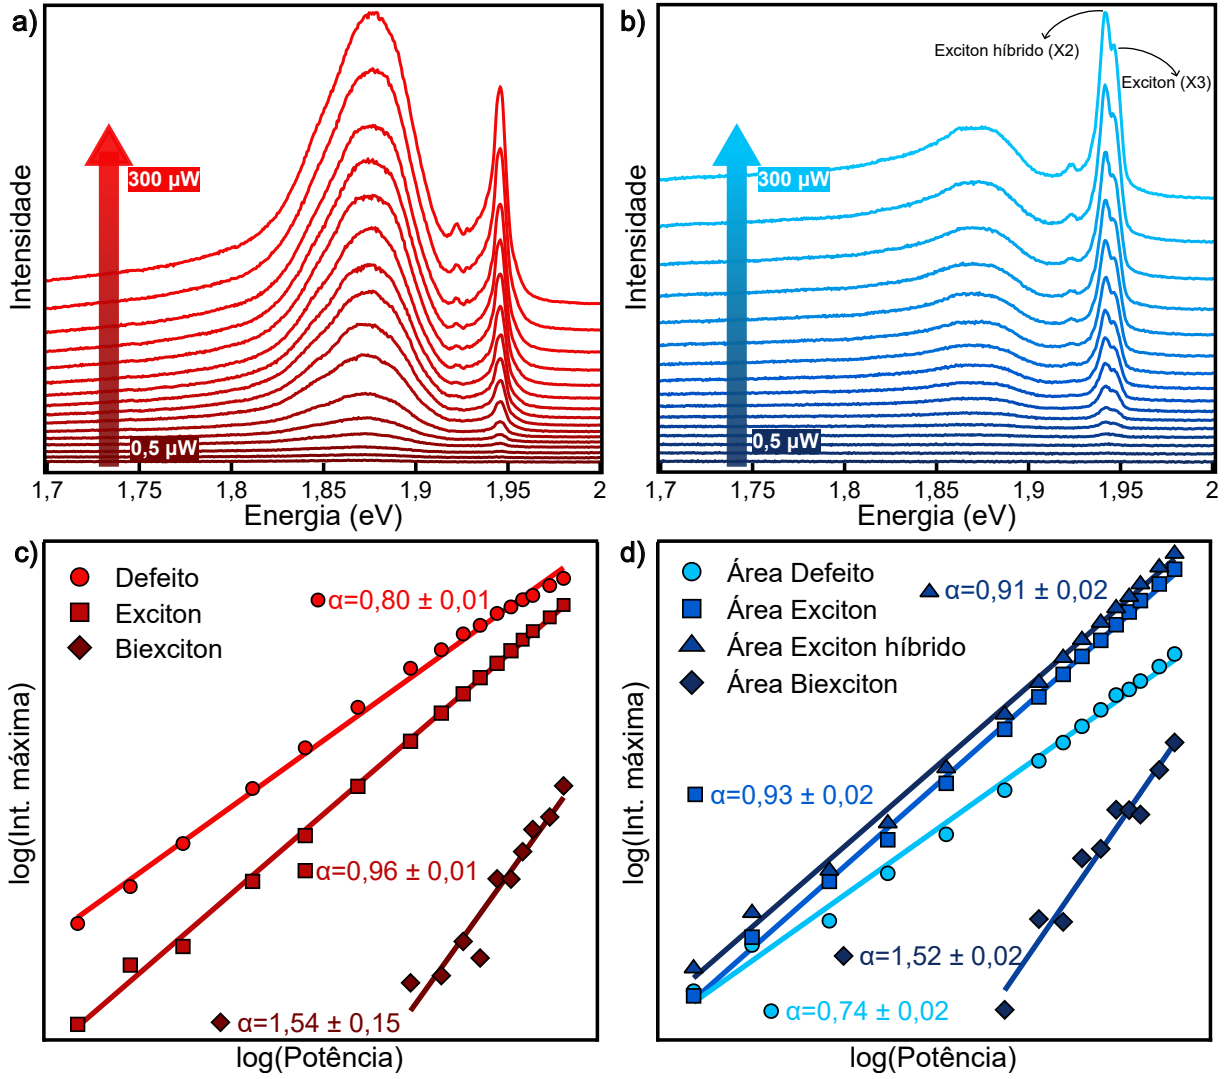 a)
Intensidade
300 µW
0,5 µW
1,7 1,75 1,8 1,85 1,9 1,95 2
Energia (eV)
b)
Intensidade
Exciton híbrido (X2)
Exciton (X3)
300 µW
0,5 µW
1,7 1,75 1,8 1,85 1,9 1,95 2
Energia (eV)
c)
log(Int. máxima)
Defeito
Exciton
Biexciton
α=0,80 ± 0,01
α=0,96 ± 0,01
α=1,54 ± 0,15
log(Potência)
d)
log(Int. máxima)
Área Defeito
Área Exciton
Área Exciton híbrido
Área Biexciton
α=0,91 ± 0,02
α=0,93 ± 0,02
α=1,52 ± 0,02
α=0,74 ± 0,02
log(Potência)